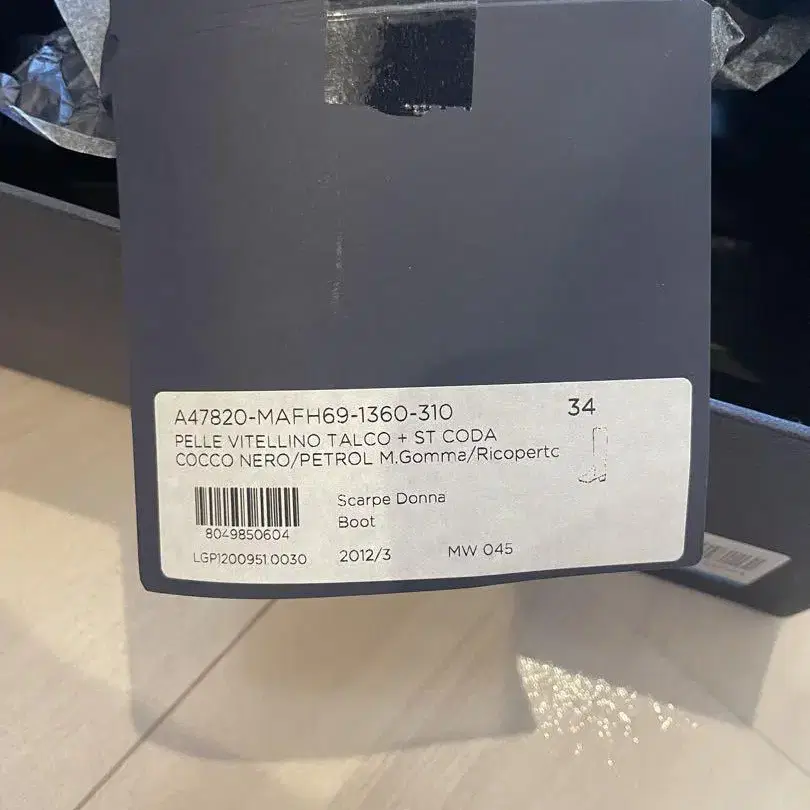 A47820-MAFH69-1360-310 34
PELLE VITELLINO TALCO + ST CODA
COCCO NERO/PETROL M.Gomma/Ricopertc
Scarpe Donna
Boot
8049850604
LGP1200951.0030 2012/3 MW 045